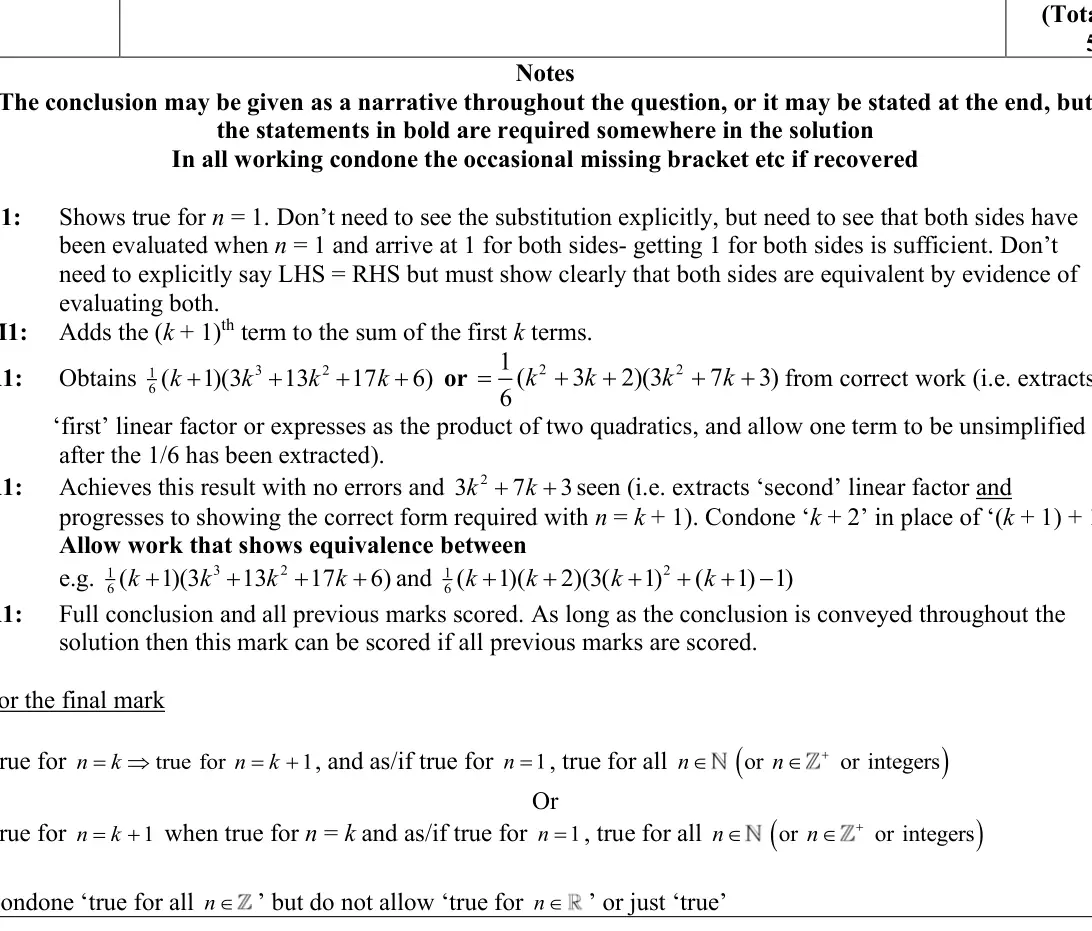 (Tota
5
Notes
The conclusion may be given as a narrative throughout the question, or it may be stated at the end, but
the statements in bold are required somewhere in the solution
In all working condone the occasional missing bracket etc if recovered
1: Shows true for n = 1. Don’t need to see the substitution explicitly, but need to see that both sides have
been evaluated when n = 1 and arrive at 1 for both sides- getting 1 for both sides is sufficient. Don’t
need to explicitly say LHS = RHS but must show clearly that both sides are equivalent by evidence of
evaluating both.
M1: Adds the (k + 1)th term to the sum of the first k terms.
1: Obtains 1/6 (k +1)(3k³ +13k² +17k + 6) or = 1/6 (k² + 3k + 2)(3k² + 7k + 3) from correct work (i.e. extracts
‘first’ linear factor or expresses as the product of two quadratics, and allow one term to be unsimplified
after the 1/6 has been extracted).
1: Achieves this result with no errors and 3k² + 7k + 3 seen (i.e. extracts ‘second’ linear factor and
progresses to showing the correct form required with n = k + 1). Condone ‘k + 2’ in place of ‘(k + 1) + 1
Allow work that shows equivalence between
e.g. 1/6 (k +1)(3k³ +13k² +17k + 6) and 1/6 (k +1)(k + 2)(3(k +1)² + (k +1) −1)
1: Full conclusion and all previous marks scored. As long as the conclusion is conveyed throughout the
solution then this mark can be scored if all previous marks are scored.
or the final mark
rue for n = k ⇒ true for n = k +1, and as/if true for n =1, true for all n ∈ ℕ (or n ∈ ℤ⁺ or integers)
Or
rue for n = k +1 when true for n = k and as/if true for n =1, true for all n ∈ ℕ (or n ∈ ℤ⁺ or integers)
ondone ‘true for all n ∈ ℤ ’ but do not allow ‘true for n ∈ ℝ ’ or just ‘true’